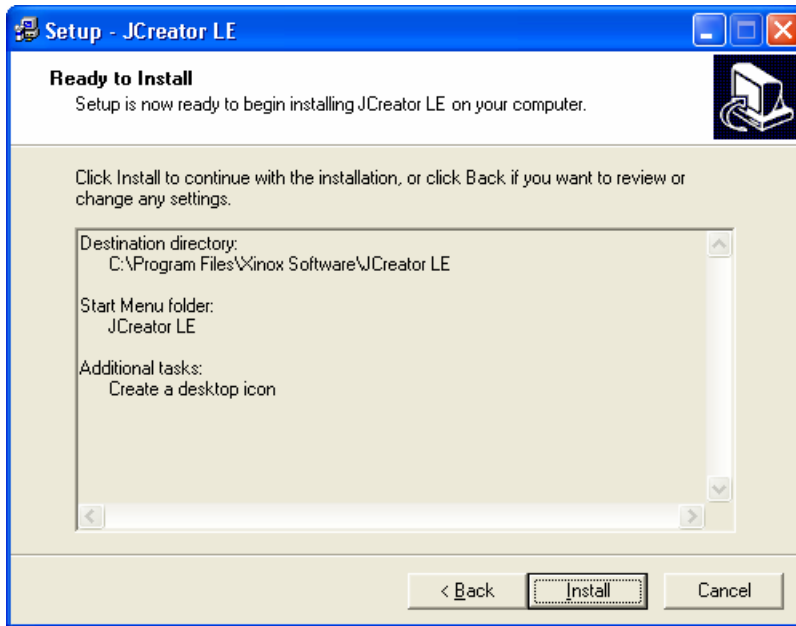 Setup - JCreator LE
Ready to Install
Setup is now ready to begin installing JCreator LE on your computer.
Click Install to continue with the installation, or click Back if you want to review or
change any settings.
Destination directory:
C:\Program Files\Xinox Software\JCreator LE
Start Menu folder:
JCreator LE
Additional tasks:
Create a desktop icon
< Back
Install
Cancel